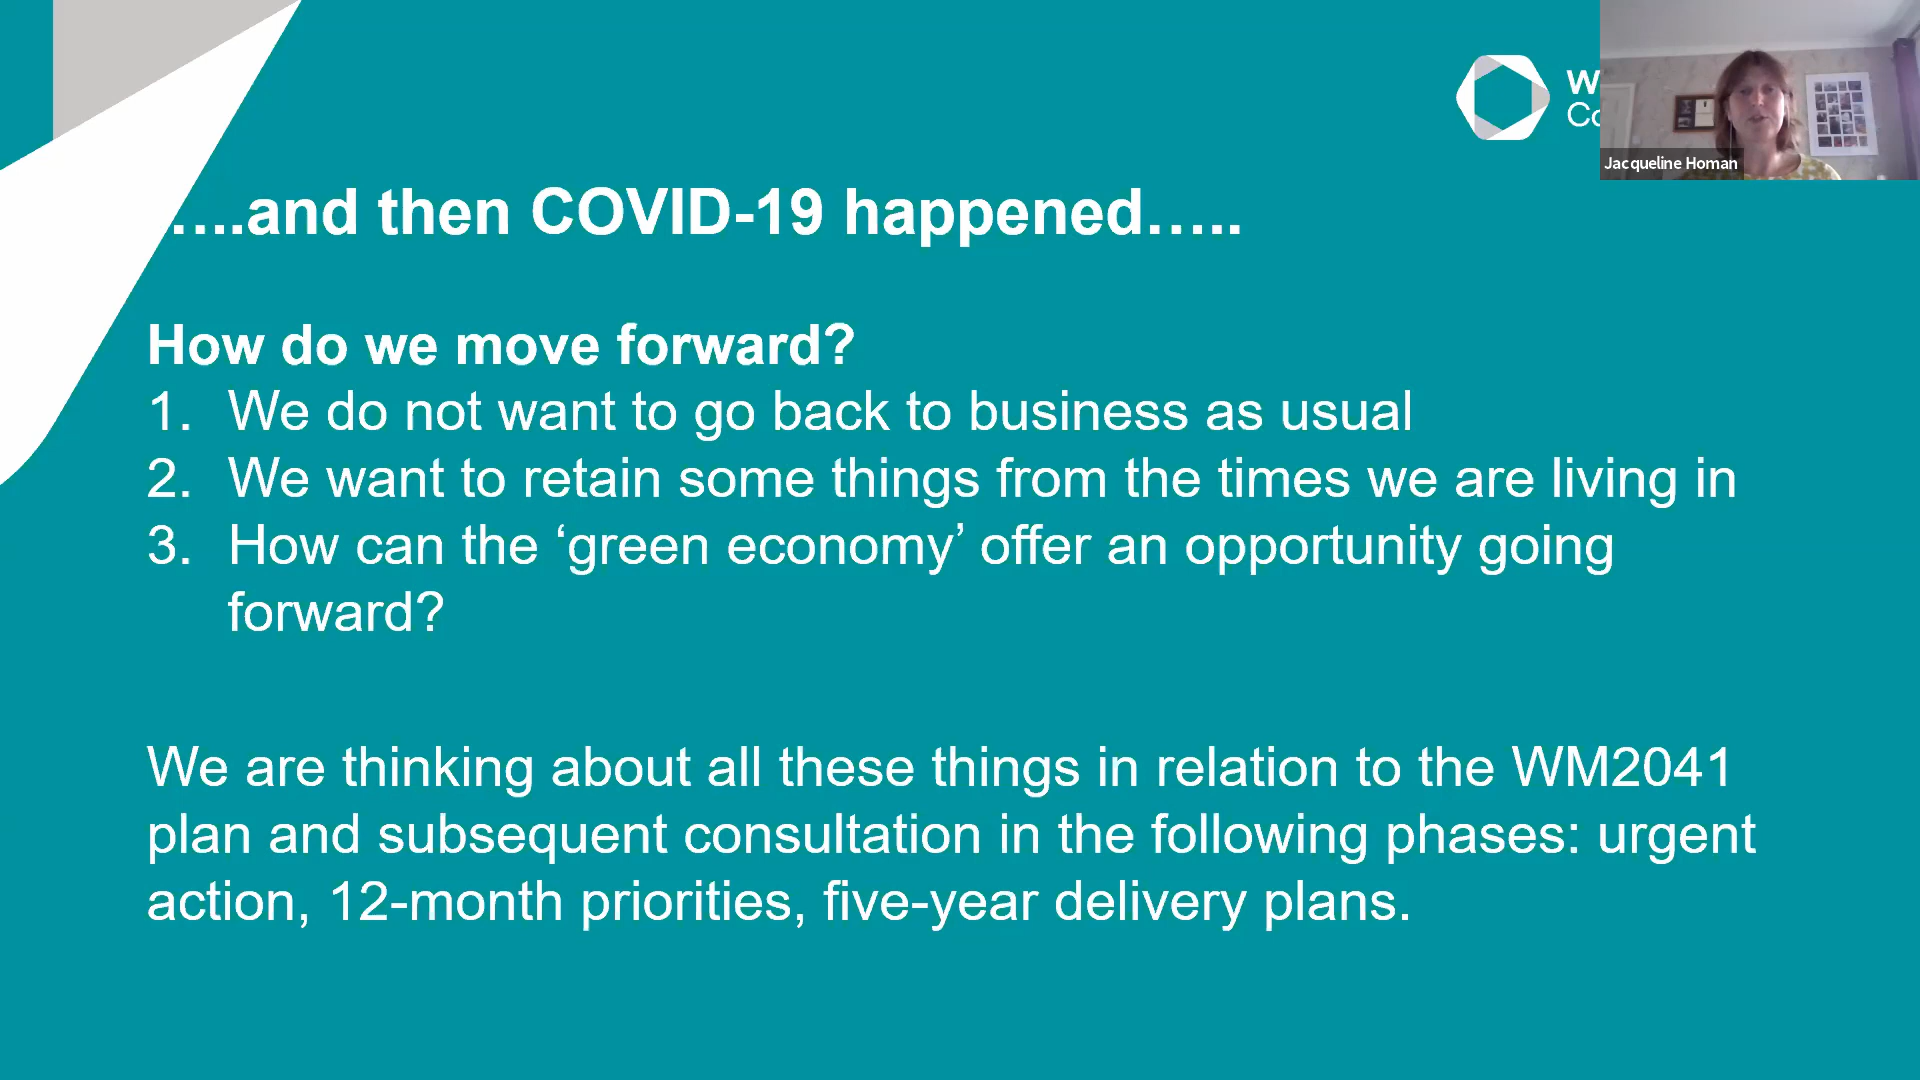 Jacqueline Homan
….and then COVID-19 happened…..
How do we move forward?
1. We do not want to go back to business as usual
2. We want to retain some things from the times we are living in
3. How can the ‘green economy’ offer an opportunity going
forward?
We are thinking about all these things in relation to the WM2041
plan and subsequent consultation in the following phases: urgent
action, 12-month priorities, five-year delivery plans.